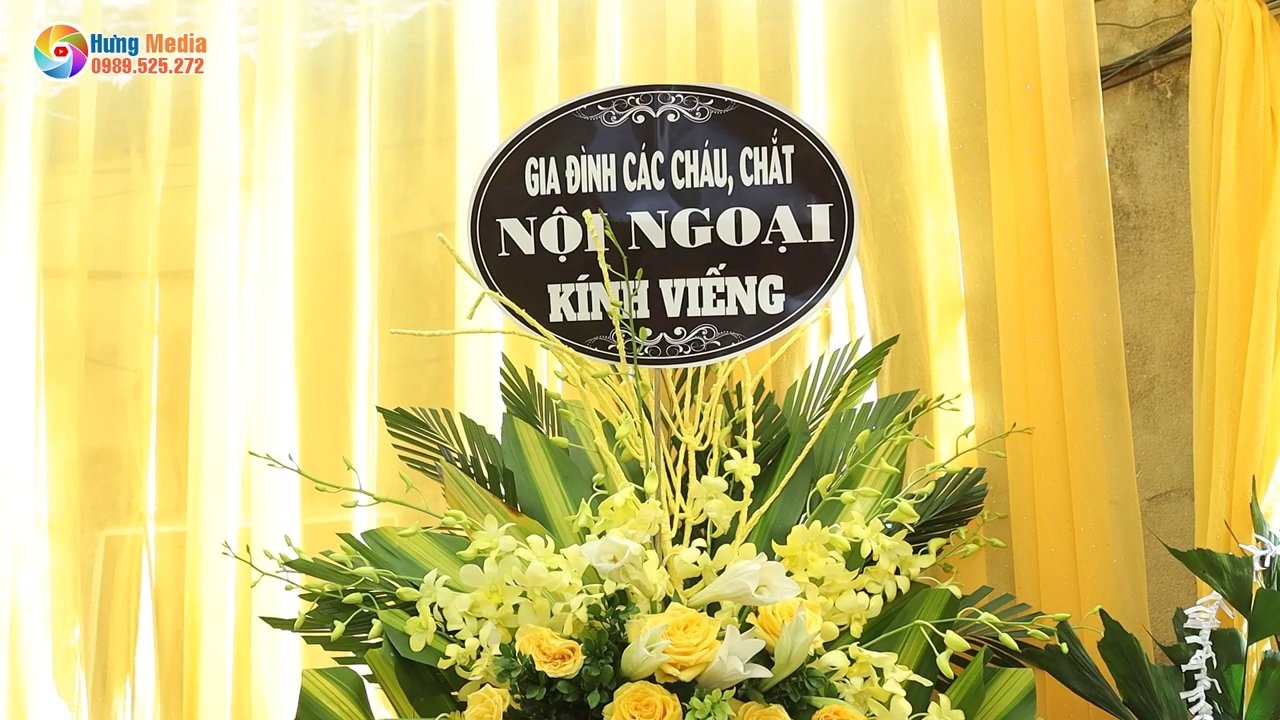 Hưng Media
0989.525.272
GIA ĐÌNH CÁC CHÁU, CHẮT
NỘI NGOẠI
KÍNH VIẾNG